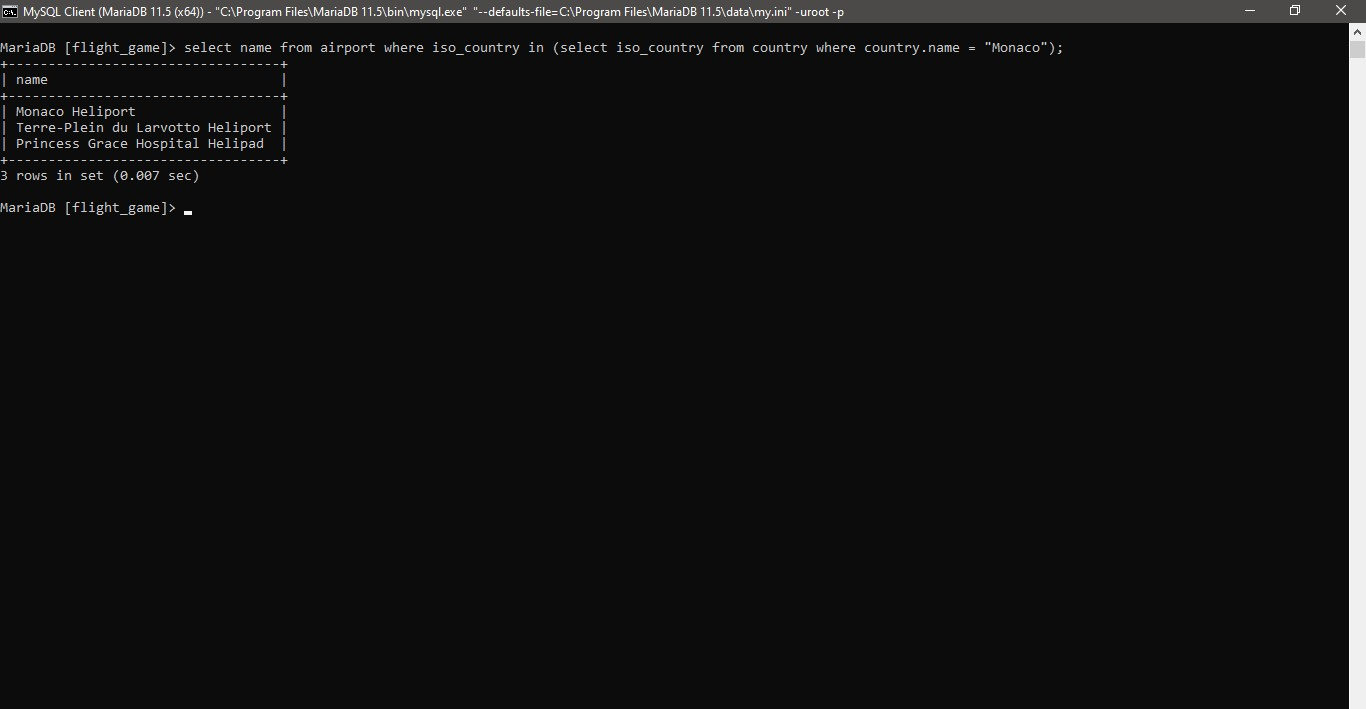 MySQL Client (MariaDB 11.5 (x64)) - "C:\Program Files\MariaDB 11.5\bin\mysql.exe" "--defaults-file=C:\Program Files\MariaDB 11.5\data\my.ini" -uroot -p
MariaDB [flight_game]> select name from airport where iso_country in (select iso_country from country where country.name = "Monaco");
+----------------------------------+
| name                             |
+----------------------------------+
| Monaco Heliport                  |
| Terre-Plein du Larvotto Heliport |
| Princess Grace Hospital Helipad  |
+----------------------------------+
3 rows in set (0.007 sec)
MariaDB [flight_game]>